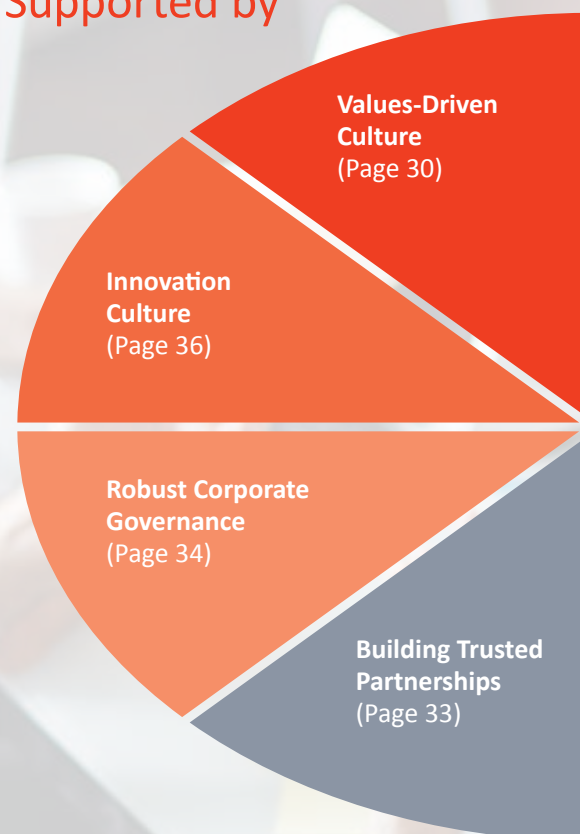 Supported by
Values-Driven
Culture
(Page 30)
Innovation
Culture
(Page 36)
Robust Corporate
Governance
(Page 34)
Building Trusted
Partnerships
(Page 33)